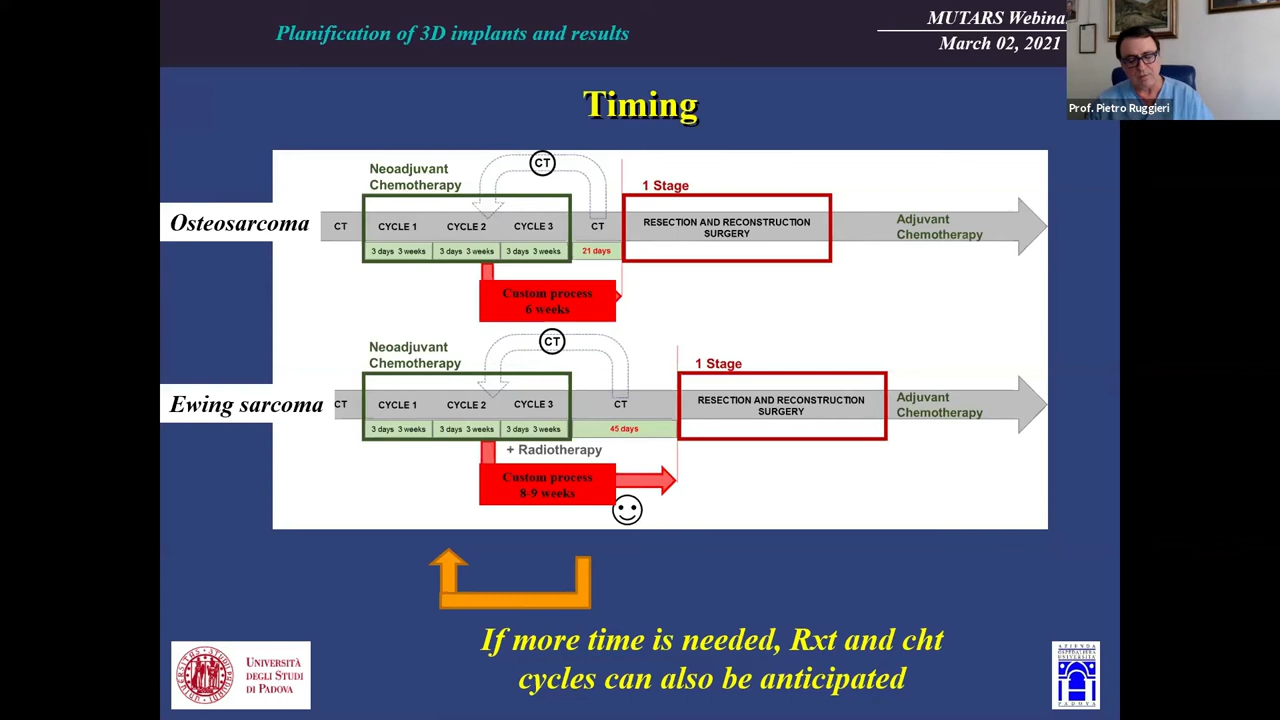 Planification of 3D implants and results
MUTARS Webina
March 02, 2021
Prof. Pietro Ruggieri
Timing
Osteosarcoma
Neoadjuvant
Chemotherapy
CT
1 Stage
CT
CYCLE 1
CYCLE 2
CYCLE 3
CT
RESECTION AND RECONSTRUCTION
SURGERY
Adjuvant
Chemotherapy
3 days 3 weeks
3 days 3 weeks
3 days 3 weeks
21 days
Custom process
6 weeks
Ewing sarcoma
Neoadjuvant
Chemotherapy
CT
1 Stage
CT
CYCLE 1
CYCLE 2
CYCLE 3
CT
RESECTION AND RECONSTRUCTION
SURGERY
Adjuvant
Chemotherapy
3 days 3 weeks
3 days 3 weeks
3 days 3 weeks
45 days
+ Radiotherapy
Custom process
8-9 weeks
If more time is needed, Rxt and cht
cycles can also be anticipated
UNIVERSITÀ
DEGLI STUDI
DI PADOVA
AZIENDA
OSPEDALIERA
UNIVERSITÀ
PADOVA